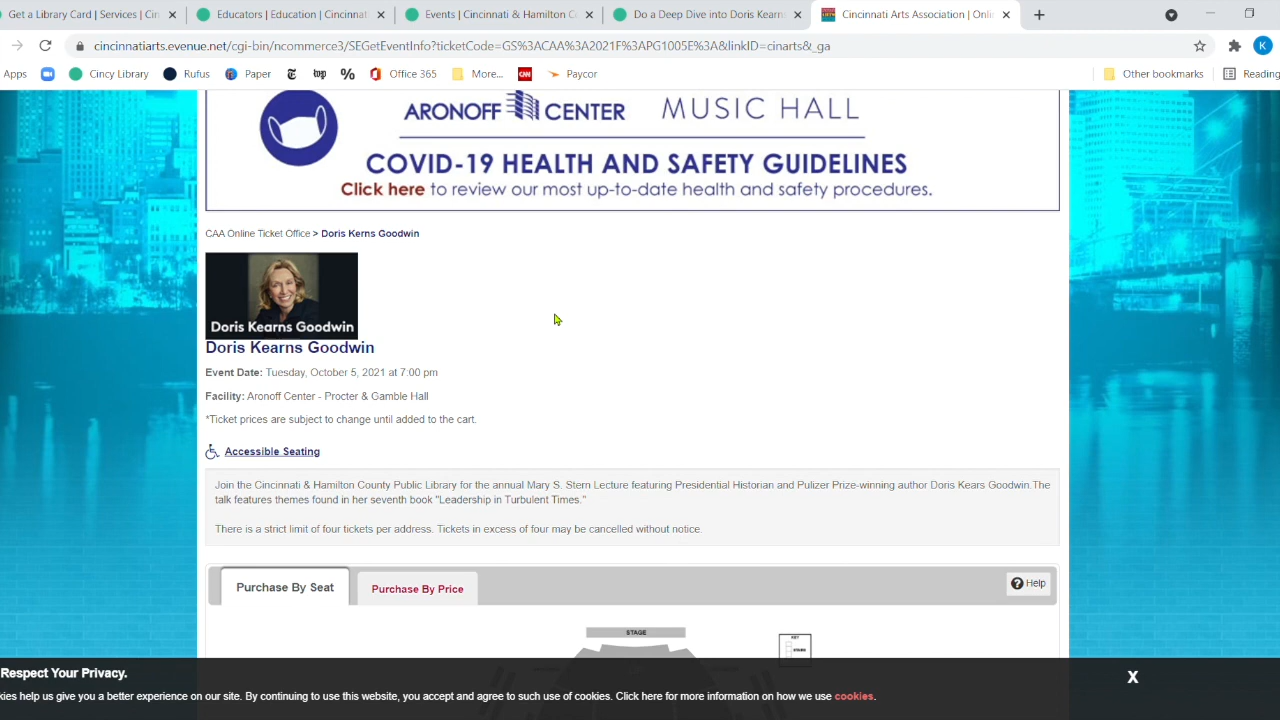 Get a Library Card | Services | Cin
Educators | Education | Cincinnat
Events | Cincinnati & Hamilton Co
Do a Deep Dive into Doris Kearn
Cincinnati Arts Association | Onli
cincinnatiarts.evenue.net/cgi-bin/ncommerce3/SEGetEventInfo?ticketCode=GS%3ACAA%3A2021F%3APG1005E%3A&linkID=cinarts&_ga
K
Apps
Cincy Library
Rufus
Paper
top
%
Office 365
More...
CNN
Paycor
Other bookmarks
Reading
ARONOFF CENTER MUSIC HALL
COVID-19 HEALTH AND SAFETY GUIDELINES
Click here to review our most up-to-date health and safety procedures.
CAA Online Ticket Office > Doris Kerns Goodwin
Doris Kearns Goodwin
Doris Kearns Goodwin
Event Date: Tuesday, October 5, 2021 at 7:00 pm
Facility: Aronoff Center - Procter & Gamble Hall
*Ticket prices are subject to change until added to the cart.
Accessible Seating
Join the Cincinnati & Hamilton County Public Library for the annual Mary S. Stern Lecture featuring Presidential Historian and Pulizer Prize-winning author Doris Kears Goodwin.The
talk features themes found in her seventh book "Leadership in Turbulent Times."
There is a strict limit of four tickets per address. Tickets in excess of four may be cancelled without notice.
Purchase By Seat
Purchase By Price
? Help
STAGE
KEY
Respect Your Privacy.
X
kies help us give you a better experience on our site. By continuing to use this website, you accept and agree to such use of cookies. Click here for more information on how we use cookies.